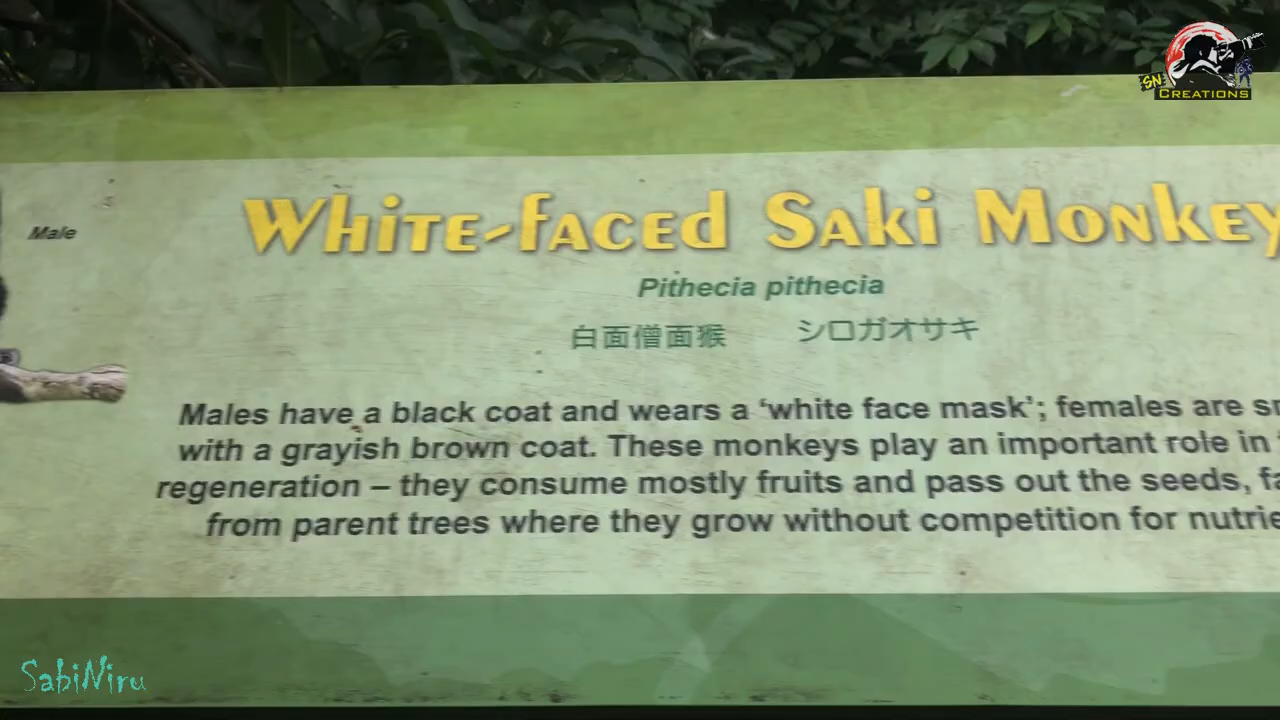 SN
CREATIONS
White-faced Saki Monkey
Male
Pithecia pithecia
白面僧面猴 シロガオサキ
Males have a black coat and wears a ‘white face mask’; females are
with a grayish brown coat. These monkeys play an important role in
regeneration – they consume mostly fruits and pass out the seeds,
from parent trees where they grow without competition for
SabiNiru